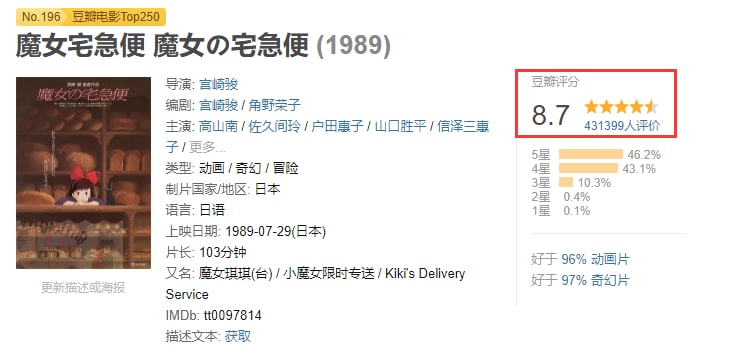 No.196 豆瓣电影Top250
魔女宅急便 魔女の宅急便 (1989)
魔女の宅急便
导演: 宫崎骏
编剧: 宫崎骏 / 角野荣子
主演: 高山南 / 佐久间玲 / 户田惠子 / 山口胜平 / 信泽三惠
子 / 更多...
类型: 动画 / 奇幻 / 冒险
制片国家/地区: 日本
语言: 日语
上映日期: 1989-07-29(日本)
片长: 103分钟
又名: 魔女琪琪(台) / 小魔女限时专送 / Kiki's Delivery
Service
IMDb: tt0097814
描述文本: 获取
更新描述或海报
豆瓣评分
8.7
431399人评价
5星 46.2%
4星 43.1%
3星 10.3%
2星 0.4%
1星 0.1%
好于 96% 动画片
好于 97% 奇幻片